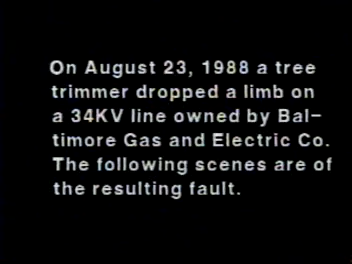 On August 23, 1988 a tree
trimmer dropped a limb on
a 34KV line owned by Bal-
timore Gas and Electric Co.
The following scenes are of
the resulting fault.